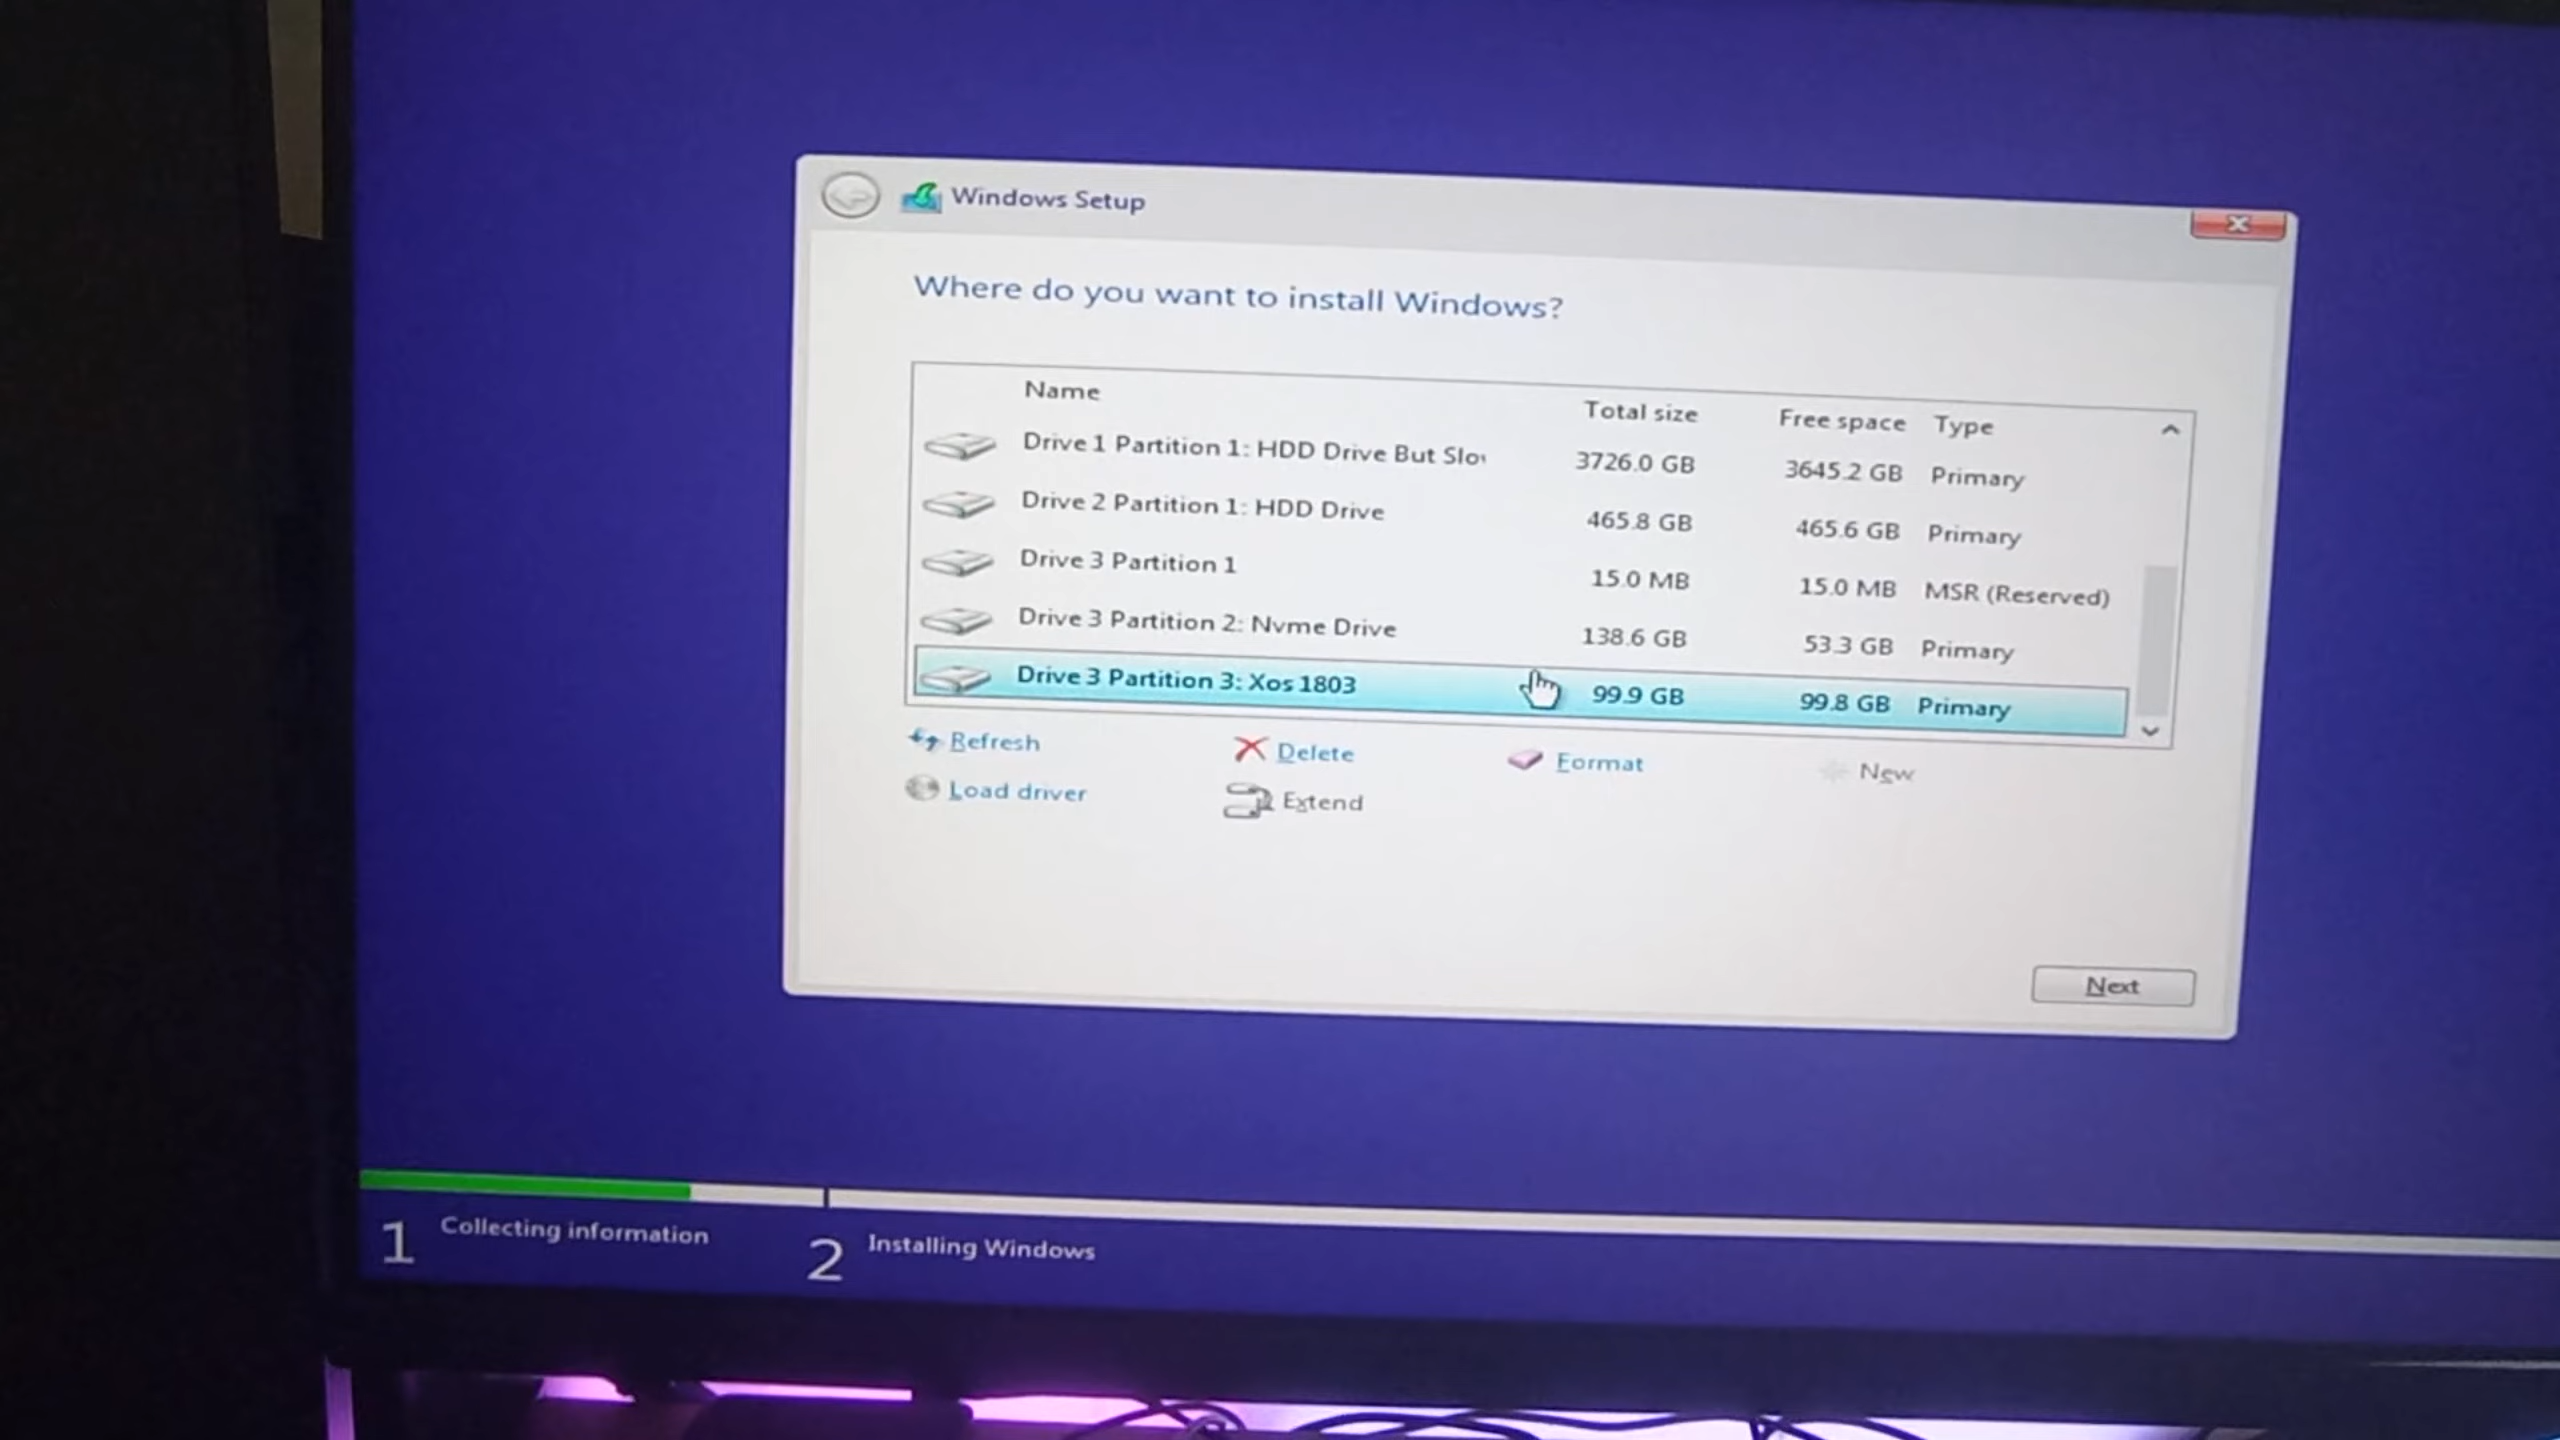 Windows Setup
Where do you want to install Windows?
Name Total size Free space Type
Drive 1 Partition 1: HDD Drive But Slo 3726.0 GB 3645.2 GB Primary
Drive 2 Partition 1: HDD Drive 465.8 GB 465.6 GB Primary
Drive 3 Partition 1 15.0 MB 15.0 MB MSR (Reserved)
Drive 3 Partition 2: Nvme Drive 138.6 GB 53.3 GB Primary
Drive 3 Partition 3: Xos 1803 99.9 GB 99.8 GB Primary
Refresh Delete Format New
Load driver Extend
Next
1 Collecting information 2 Installing Windows